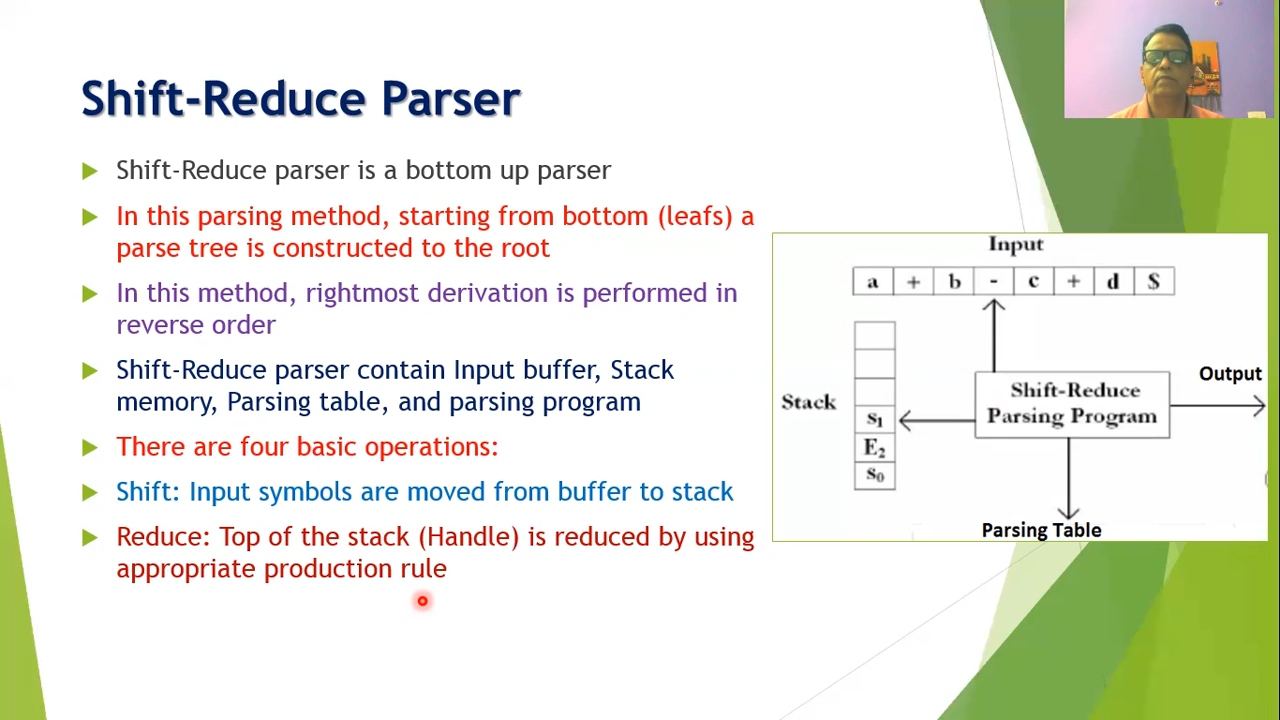 Shift-Reduce Parser
Shift-Reduce parser is a bottom up parser
In this parsing method, starting from bottom (leafs) a
parse tree is constructed to the root
In this method, rightmost derivation is performed in
reverse order
Shift-Reduce parser contain Input buffer, Stack
memory, Parsing table, and parsing program
There are four basic operations:
Shift: Input symbols are moved from buffer to stack
Reduce: Top of the stack (Handle) is reduced by using
appropriate production rule
Input
a + b - c + d S
Stack
s₁
E₂
s₀
Shift-Reduce
Parsing Program
Output
Parsing Table